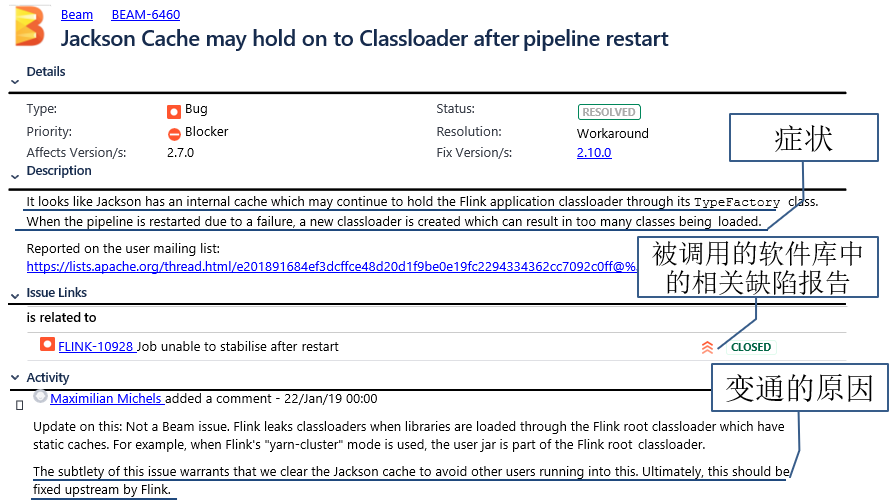 Beam BEAM-6460
Jackson Cache may hold on to Classloader after pipeline restart
Details
Type: Bug Status: RESOLVED
Priority: Blocker Resolution: Workaround
Affects Version/s: 2.7.0 Fix Version/s: 2.10.0
症状
Description
It looks like Jackson has an internal cache which may continue to hold the Flink application classloader through its TypeFactory class.
When the pipeline is restarted due to a failure, a new classloader is created which can result in too many classes being loaded.
Reported on the user mailing list:
https://lists.apache.org/thread.html/e201891684ef3dcffce48d20d1f9be0e19fc2294334362cc7092c0ff@%
被调用的软件库中
的相关缺陷报告
Issue Links
is related to
FLINK-10928 Job unable to stabilise after restart CLOSED
变通的原因
Activity
Maximilian Michels added a comment - 22/Jan/19 00:00
Update on this: Not a Beam issue. Flink leaks classloaders when libraries are loaded through the Flink root classloader which have
static caches. For example, when Flink's "yarn-cluster" mode is used, the user jar is part of the Flink root classloader.
The subtlety of this issue warrants that we clear the Jackson cache to avoid other users running into this. Ultimately, this should be
fixed upstream by Flink.